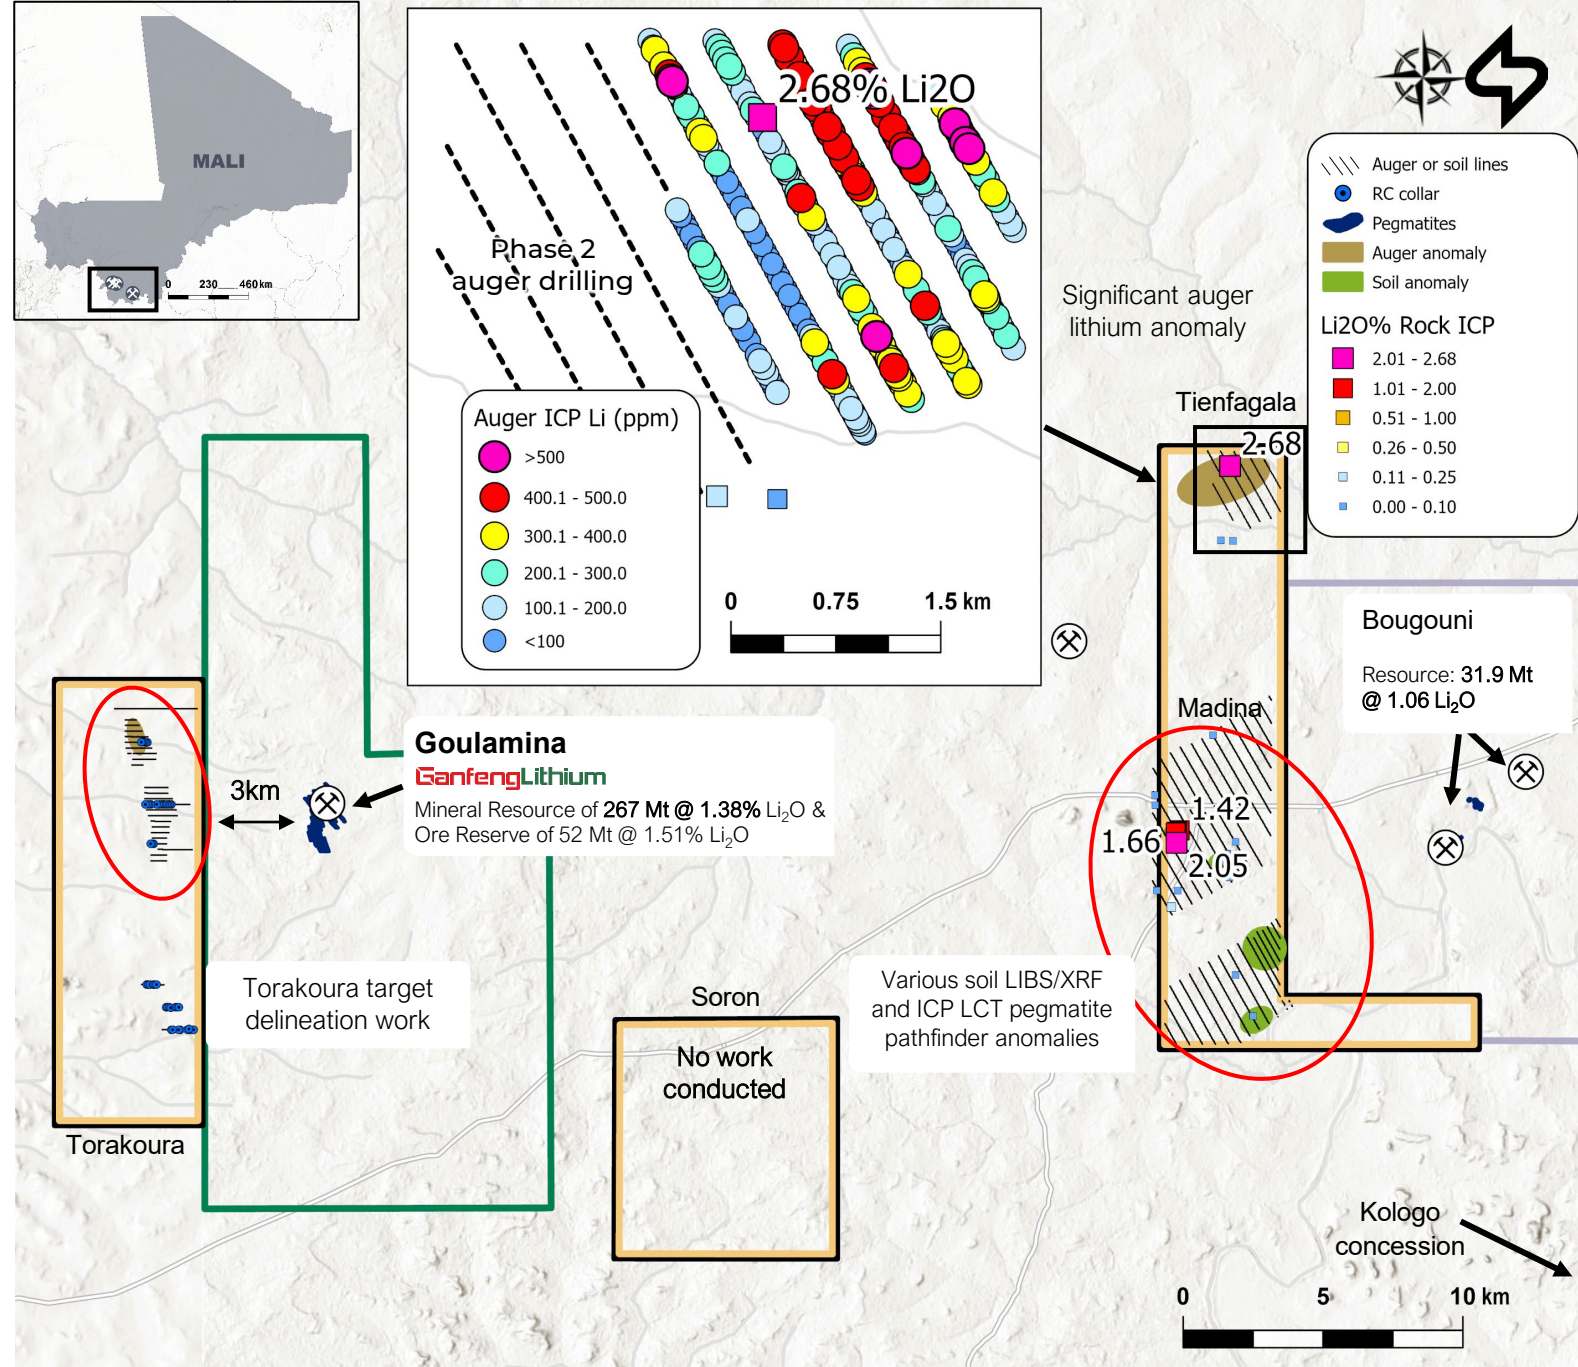 MALI
0 230 460 km
2.68% Li2O
Phase 2
auger drilling
Auger ICP Li (ppm)
>500
400.1 - 500.0
300.1 - 400.0
200.1 - 300.0
100.1 - 200.0
<100
0 0.75 1.5 km
Auger or soil lines
RC collar
Pegmatites
Auger anomaly
Soil anomaly
Li2O% Rock ICP
2.01 - 2.68
1.01 - 2.00
0.51 - 1.00
0.26 - 0.50
0.11 - 0.25
0.00 - 0.10
Significant auger
lithium anomaly
Tienfagala
2.68
Bougouni
Resource: 31.9 Mt
@ 1.06 Li₂O
Madina
1.42
1.66
2.05
Goulamina
GanfengLithium
Mineral Resource of 267 Mt @ 1.38% Li₂O &
Ore Reserve of 52 Mt @ 1.51% Li₂O
3km
Torakoura target
delineation work
Torakoura
Soron
No work
conducted
Various soil LIBS/XRF
and ICP LCT pegmatite
pathfinder anomalies
Kologo
concession
0 5 10 km